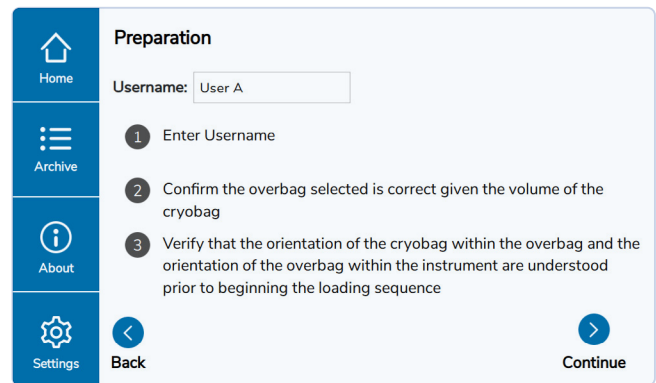 Home
Archive
About
Settings
Preparation
Username: User A
1 Enter Username
2 Confirm the overbag selected is correct given the volume of the
cryobag
3 Verify that the orientation of the cryobag within the overbag and the
orientation of the overbag within the instrument are understood
prior to beginning the loading sequence
Back
Continue